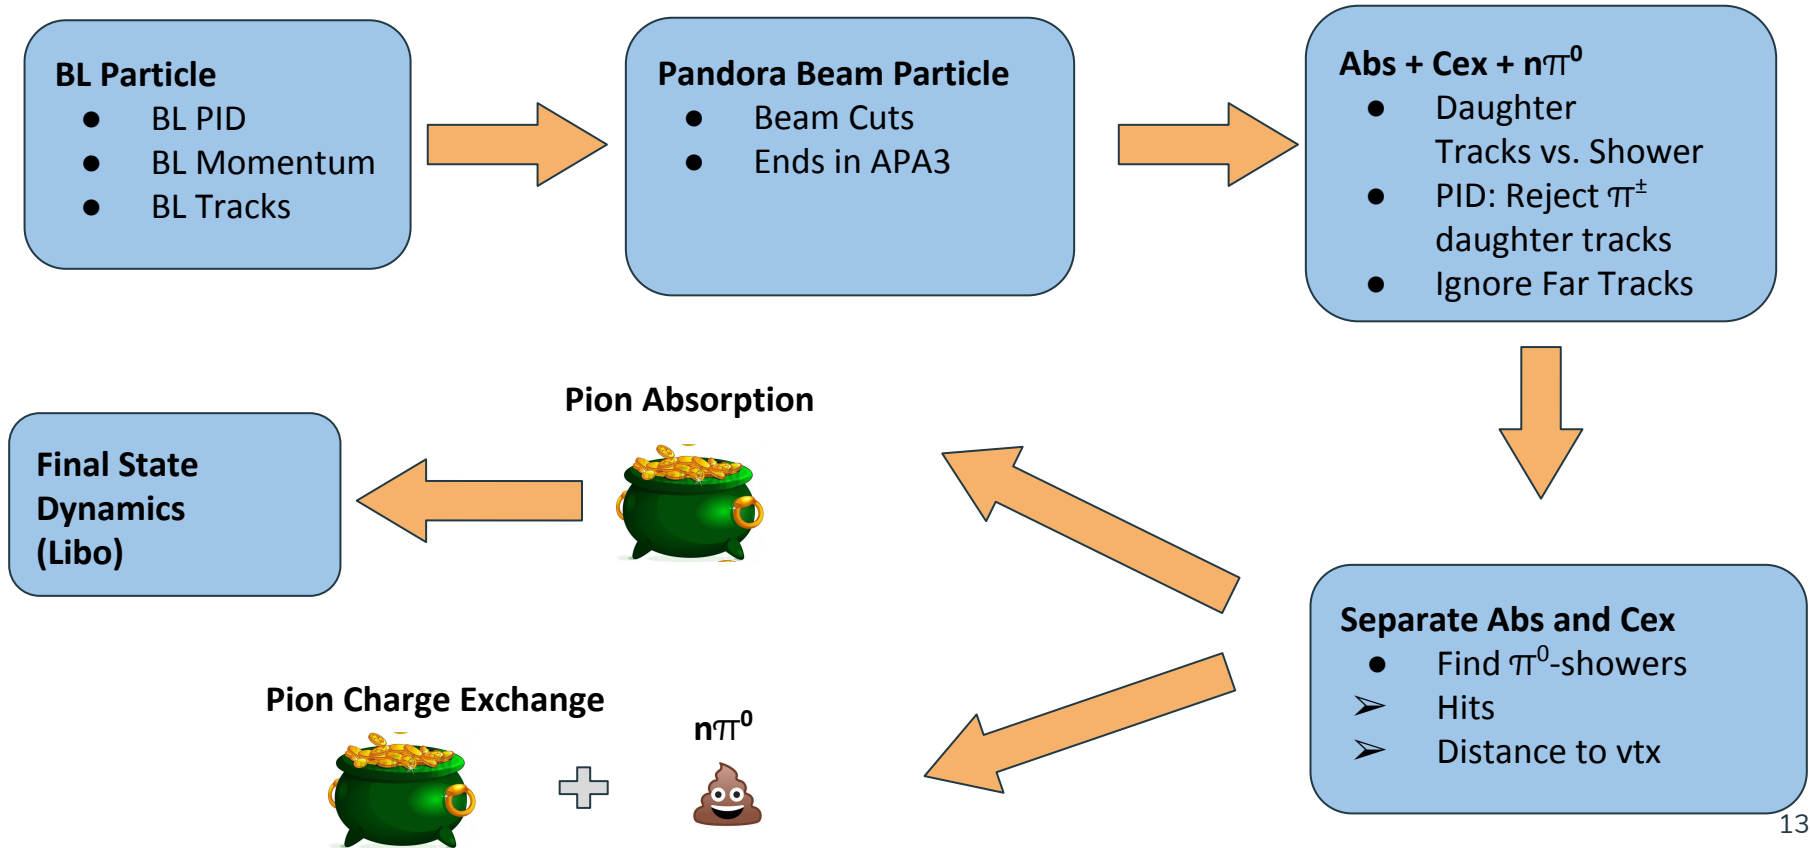 BL Particle
● BL PID
● BL Momentum
● BL Tracks
Pandora Beam Particle
● Beam Cuts
● Ends in APA3
Abs + Cex + nπ⁰
● Daughter
Tracks vs. Shower
● PID: Reject π±
daughter tracks
● Ignore Far Tracks
Separate Abs and Cex
● Find π⁰-showers
➢ Hits
➢ Distance to vtx
Pion Absorption
Final State
Dynamics
(Libo)
Pion Charge Exchange
nπ⁰
13